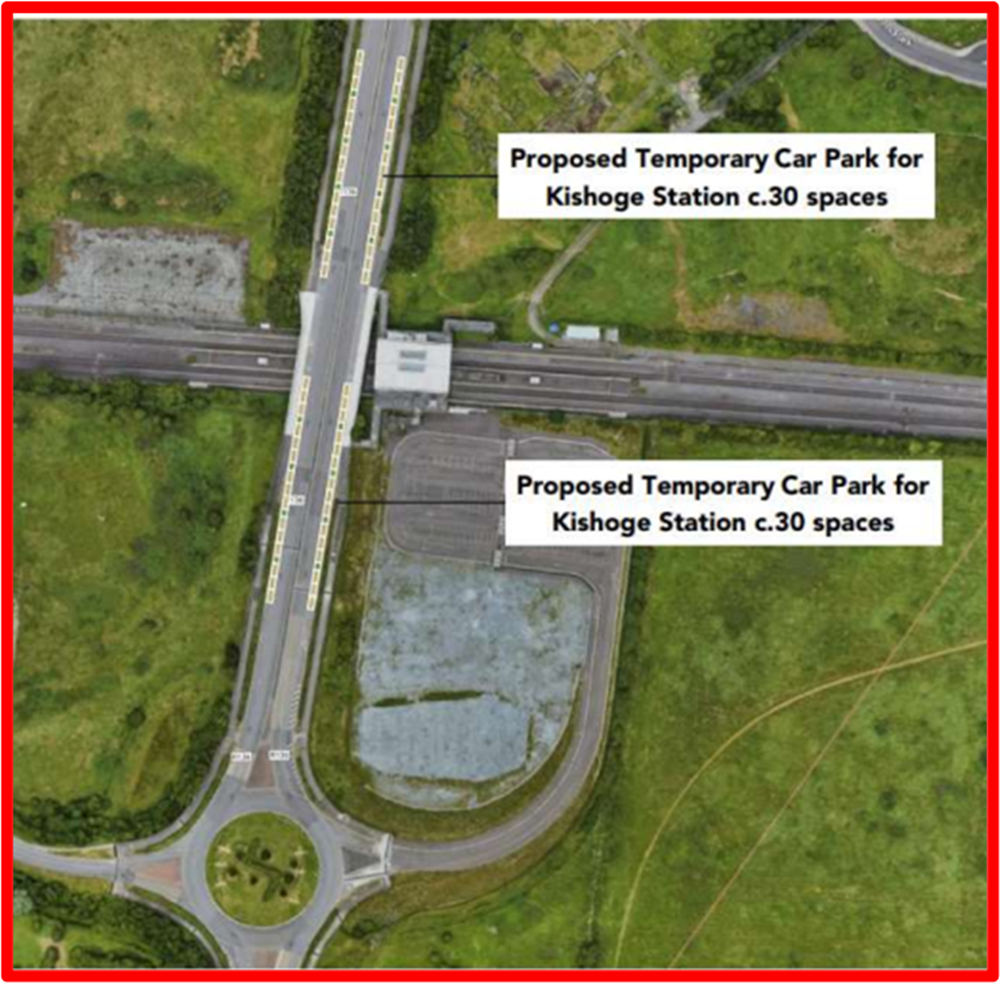 Proposed Temporary Car Park for
Kishoge Station c.30 spaces
Proposed Temporary Car Park for
Kishoge Station c.30 spaces